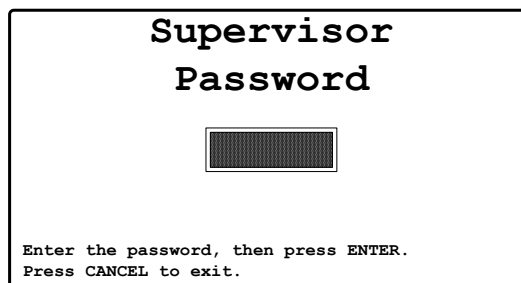 Supervisor
Password
Enter the password, then press ENTER.
Press CANCEL to exit.